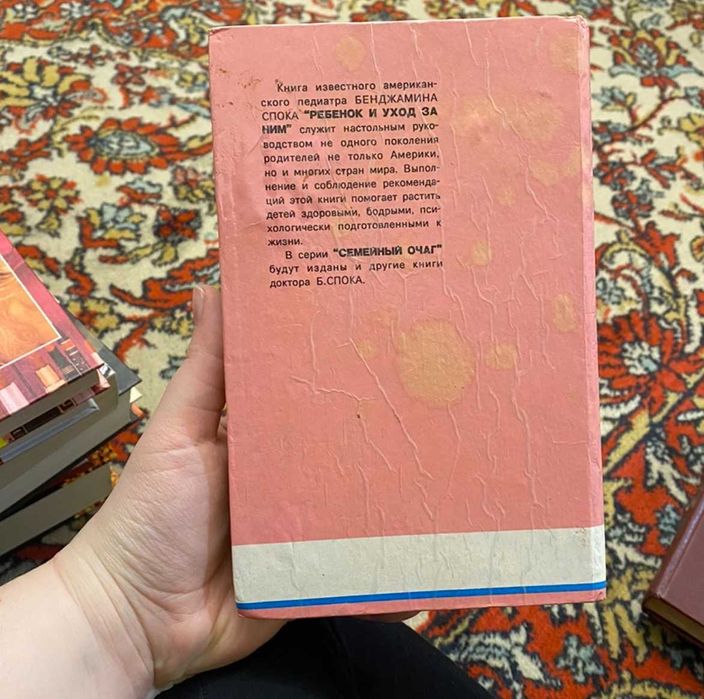 Книга известного американ-
ского педиатра БЕНДЖАМИНА
СПОКА "РЕБЕНОК И УХОД ЗА
НИМ" служит настольным руко-
водством не одного поколения
родителей не только Америки,
но и многих стран мира. Выпол-
нение и соблюдение рекоменда-
ций этой книги помогает растить
детей здоровыми, бодрыми, пси-
хологически подготовленными к
жизни.
В серии "СЕМЕЙНЫЙ ОЧАГ"
будут изданы и другие книги
доктора Б.СПОКА.